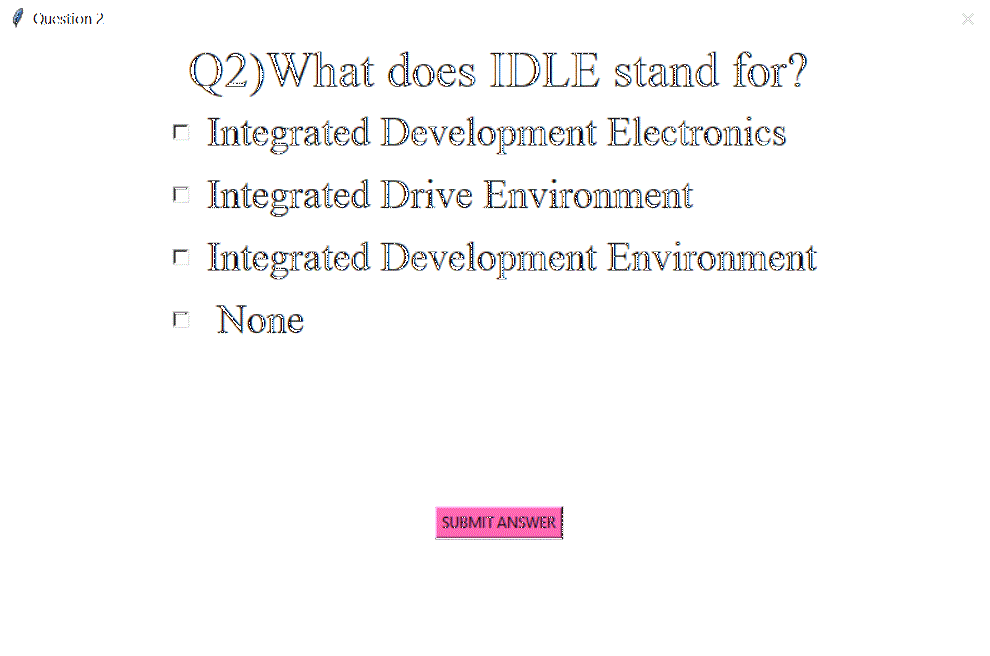 Question 2
Q2)What does IDLE stand for?
Integrated Development Electronics
Integrated Drive Environment
Integrated Development Environment
None
SUBMIT ANSWER